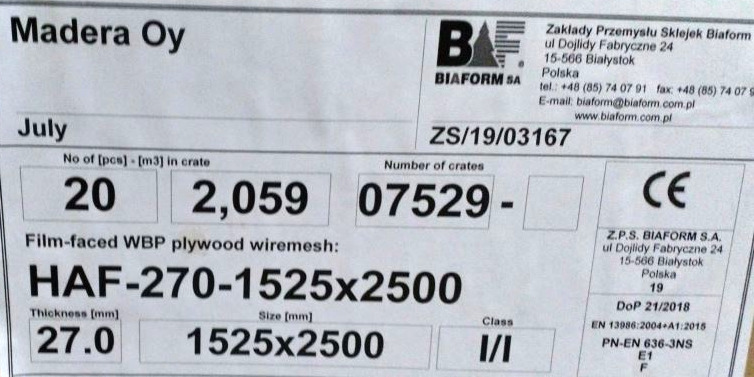 Madera Oy
July
BAF
BIAFORM SA
Zakłady Przemysłu Sklejek Biaform
ul Dojlidy Fabryczne 24
15-566 Białystok
Polska
tel.: +48 (85) 74 07 91 fax: +48 (85) 74 07 9
E-mail: biaform@biaform.com.pl
www.biaform.com.pl
ZS/19/03167
No of [pcs] - [m3] in crate
Number of crates
20 2,059 07529 -
Film-faced WBP plywood wiremesh:
HAF-270-1525x2500
Thickness [mm] Size [mm] Class
27.0 1525x2500 I/I
CE
Z.P.S. BIAFORM S.A.
ul Dojlidy Fabryczne 24
15-566 Białystok
Polska
19
DoP 21/2018
EN 13986:2004+A1:2015
PN-EN 636-3NS
E1
F